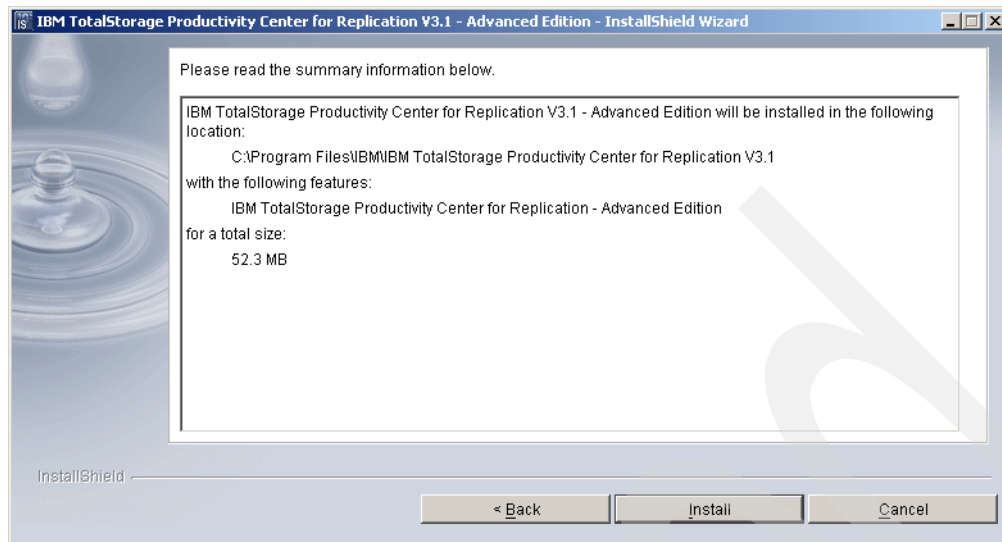 IBM TotalStorage Productivity Center for Replication V3.1 - Advanced Edition - InstallShield Wizard
Please read the summary information below.
IBM TotalStorage Productivity Center for Replication V3.1 - Advanced Edition will be installed in the following
location:
C:\Program Files\IBM\IBM TotalStorage Productivity Center for Replication V3.1
with the following features:
IBM TotalStorage Productivity Center for Replication - Advanced Edition
for a total size:
52.3 MB
InstallShield
< Back
Install
Cancel